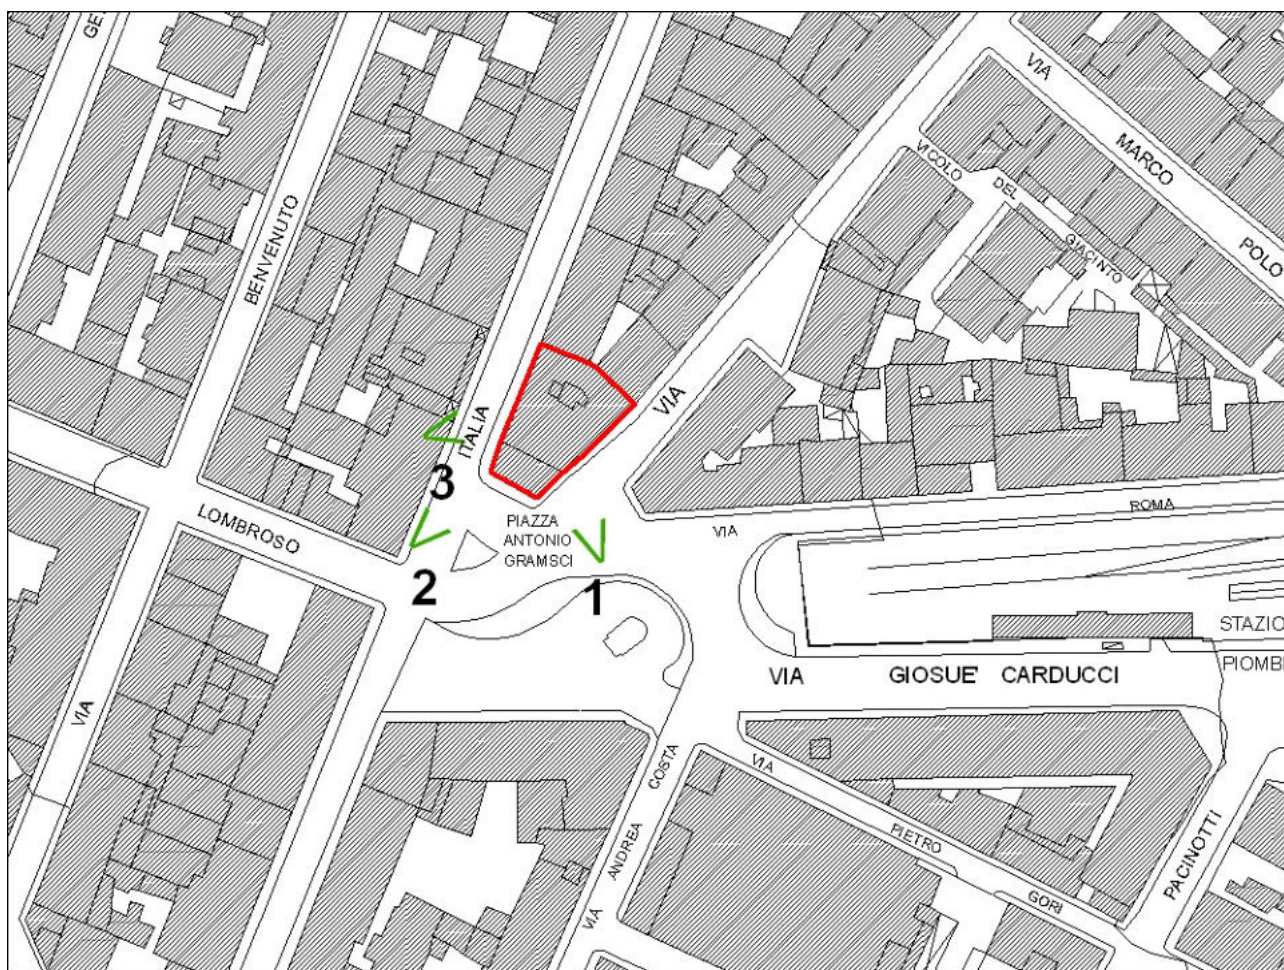 GE
VIA
MARCO
POLO
VICOLO
DEL
GIACINTO
BENVENUTO
ITALIA
VIA
3
LOMBROSO
PIAZZA
ANTONIO
GRAMSCI
VIA
ROMA
2
1
STAZIO
PIOMBI
VIA
GIOSUE CARDUCCI
VIA
VIA
PIETRO
GORI
VIA
ANDREA
COSTA
PACINOTTI